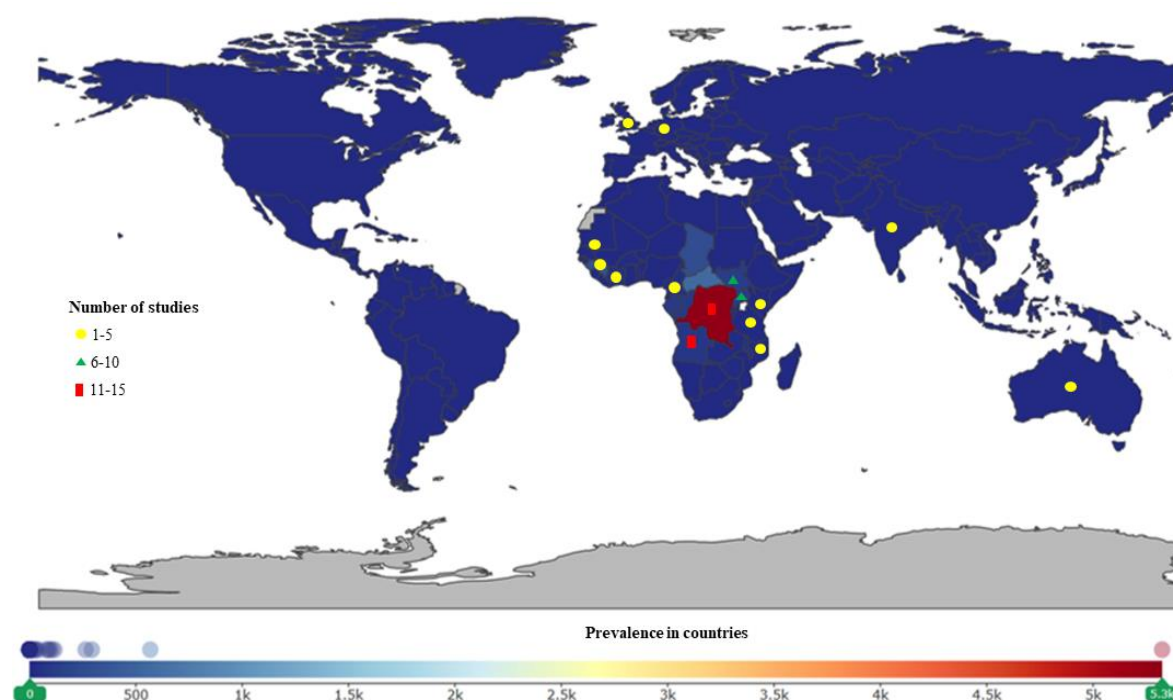 Number of studies
1-5
6-10
11-15
Prevalence in countries
0 500 1k 1.5k 2k 2.5k 3k 3.5k 4k 4.5k 5k